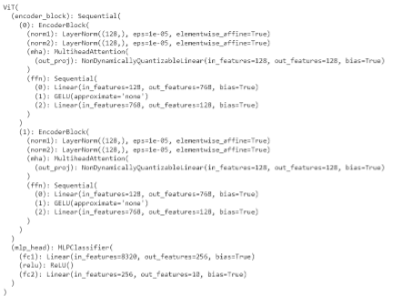 ViT(
  (encoder_block): Sequential(
    (0): EncoderBlock(
      (norm1): LayerNorm((128,), eps=1e-05, elementwise_affine=True)
      (norm2): LayerNorm((128,), eps=1e-05, elementwise_affine=True)
      (mha): MultiheadAttention(
        (out_proj): NonDynamicallyQuantizableLinear(in_features=128, out_features=128, bias=True)
      )
      (ffn): Sequential(
        (0): Linear(in_features=128, out_features=768, bias=True)
        (1): GELU(approximate='none')
        (2): Linear(in_features=768, out_features=128, bias=True)
      )
    )
    (1): EncoderBlock(
      (norm1): LayerNorm((128,), eps=1e-05, elementwise_affine=True)
      (norm2): LayerNorm((128,), eps=1e-05, elementwise_affine=True)
      (mha): MultiheadAttention(
        (out_proj): NonDynamicallyQuantizableLinear(in_features=128, out_features=128, bias=True)
      )
      (ffn): Sequential(
        (0): Linear(in_features=128, out_features=768, bias=True)
        (1): GELU(approximate='none')
        (2): Linear(in_features=768, out_features=128, bias=True)
      )
    )
  )
  (mlp_head): MLPClassifier(
    (fc1): Linear(in_features=8320, out_features=256, bias=True)
    (relu): ReLU()
    (fc2): Linear(in_features=256, out_features=18, bias=True)
  )
)